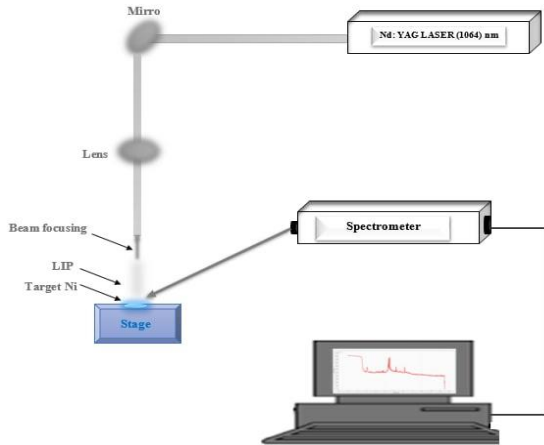 Mirro
Nd: YAG LASER (1064) nm
Lens
Beam focusing
Spectrometer
LIP
Target Ni
Stage